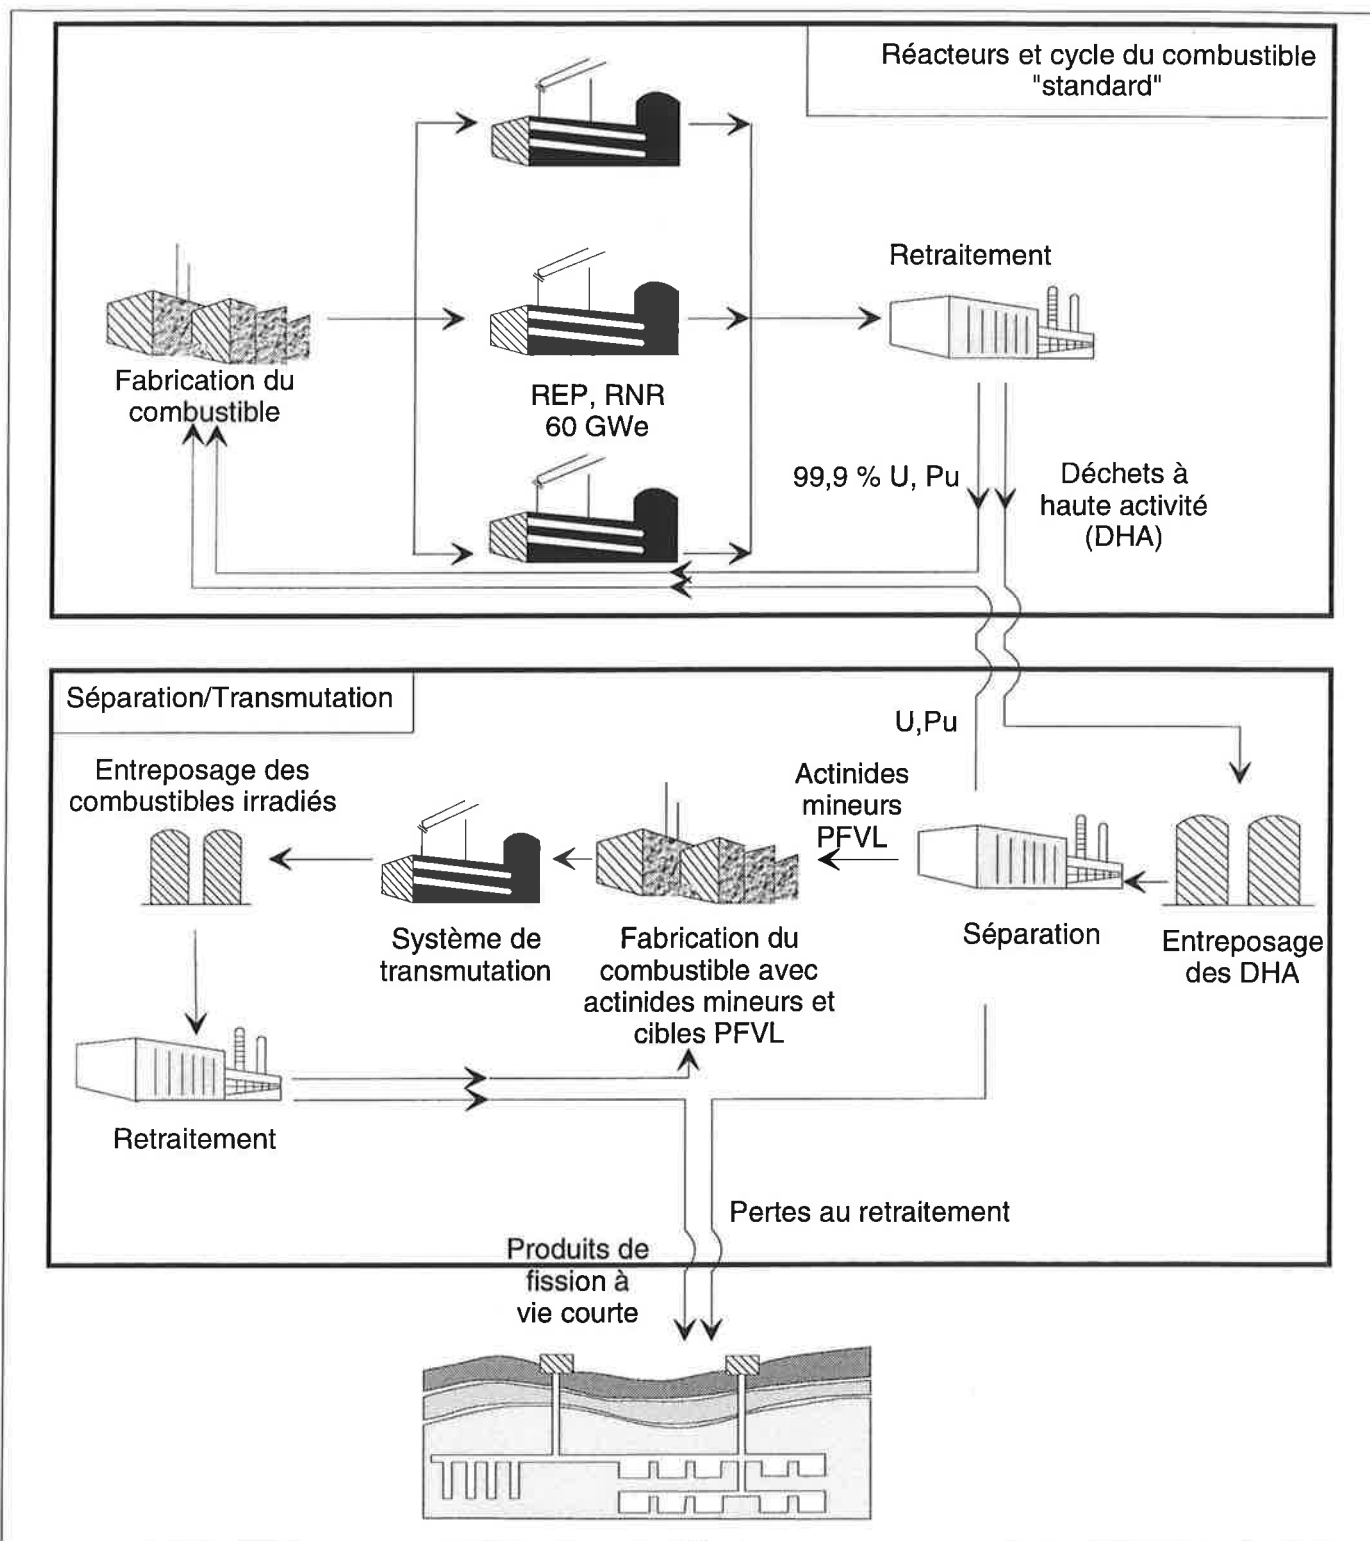 Réacteurs et cycle du combustible
"standard"
Retraitement
Fabrication du
combustible
REP, RNR
60 GWe
99,9 % U, Pu
Déchets à
haute activité
(DHA)
Séparation/Transmutation
U,Pu
Entreposage des
combustibles irradiés
Actinides
mineurs
PFVL
Système de
transmutation
Fabrication du
combustible avec
actinides mineurs et
cibles PFVL
Séparation
Entreposage
des DHA
Retraitement
Pertes au retraitement
Produits de
fission à
vie courte